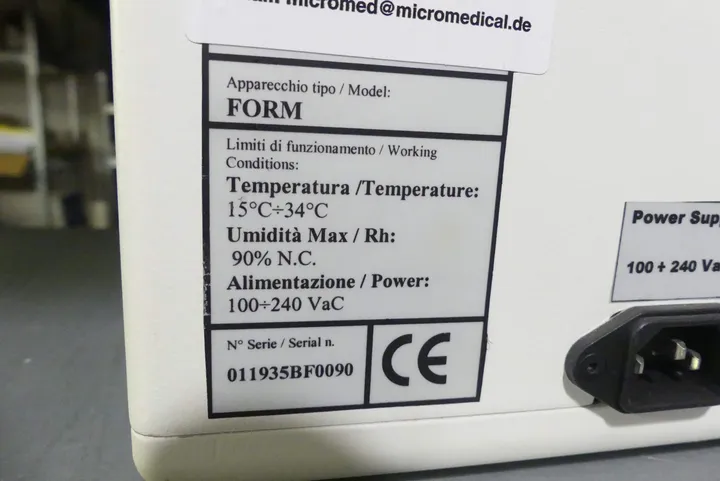 micromed@micromedical.de
Apparecchio tipo / Model:
FORM
Limiti di funzionamento / Working
Conditions:
Temperatura /Temperature:
15°C÷34°C
Umidità Max / Rh:
90% N.C.
Alimentazione / Power:
100÷240 VaC
N° Serie / Serial n.
011935BF0090
CE
Power Supp
100 ÷ 240 Va